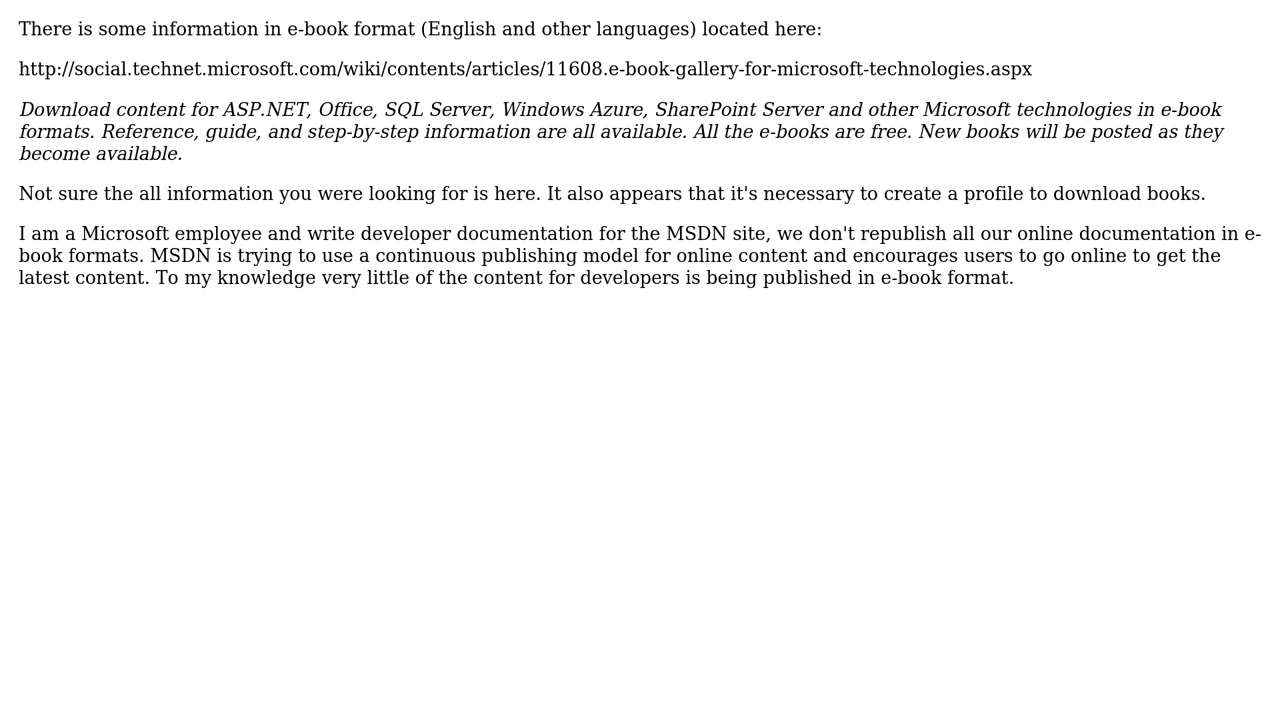 There is some information in e-book format (English and other languages) located here:
http://social.technet.microsoft.com/wiki/contents/articles/11608.e-book-gallery-for-microsoft-technologies.aspx
Download content for ASP.NET, Office, SQL Server, Windows Azure, SharePoint Server and other Microsoft technologies in e-book
formats. Reference, guide, and step-by-step information are all available. All the e-books are free. New books will be posted as they
become available.
Not sure the all information you were looking for is here. It also appears that it's necessary to create a profile to download books.
I am a Microsoft employee and write developer documentation for the MSDN site, we don't republish all our online documentation in e-
book formats. MSDN is trying to use a continuous publishing model for online content and encourages users to go online to get the
latest content. To my knowledge very little of the content for developers is being published in e-book format.